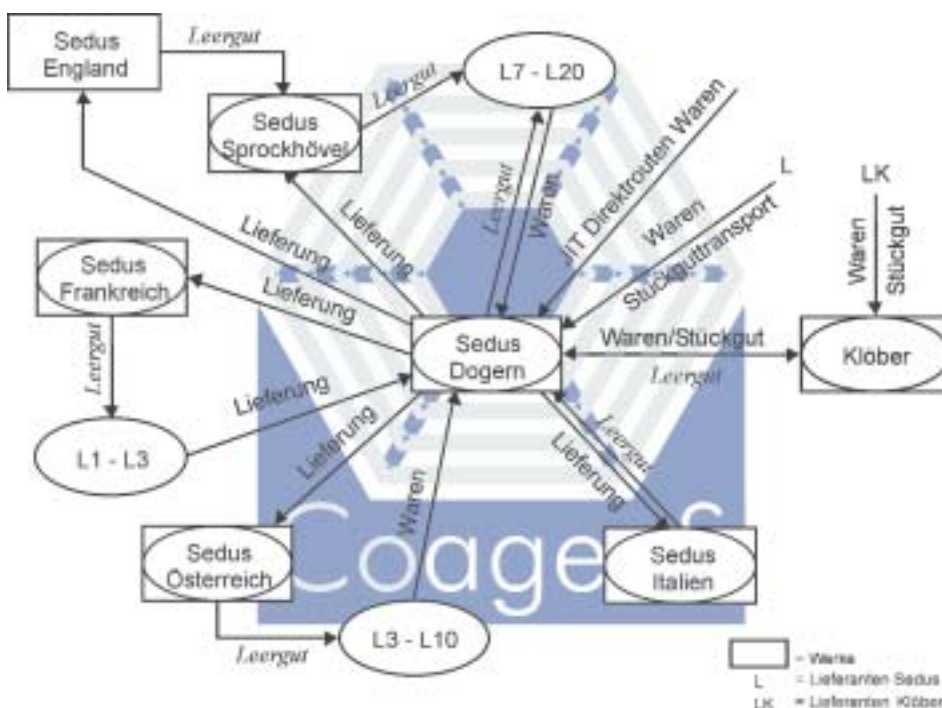 Sedus
England
Leergut
Sedus
Sprockhövel
Leergut
L7 - L20
Leergut
Waren
JIT Direktrouten Waren
L
Waren
Stückguttransport
LK
Waren
Stückgut
Lieferung
Lieferung
Sedus
Frankreich
Lieferung
Leergut
Sedus
Dogern
Waren/Stückgut
Leergut
Klöber
Lieferung
L1 - L3
Lieferung
Waren
Leergut
Lieferung
Sedus
Österreich
Leergut
L3 - L10
Sedus
Italien
Coagens
= Werke
L = Lieferanten Sedus
LK = Lieferanten Klöber